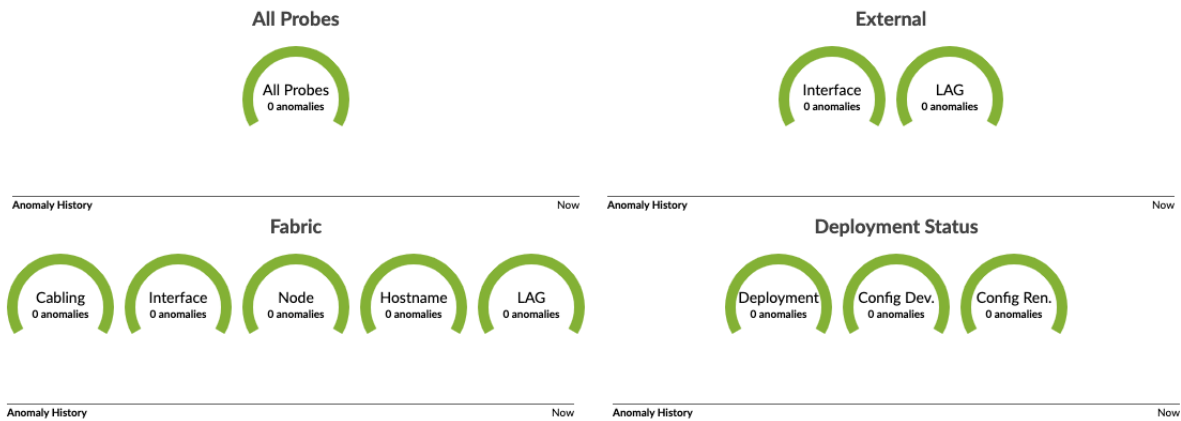 All Probes
All Probes
0 anomalies
Anomaly History Now
External
Interface
0 anomalies
LAG
0 anomalies
Anomaly History Now
Fabric
Cabling
0 anomalies
Interface
0 anomalies
Node
0 anomalies
Hostname
0 anomalies
LAG
0 anomalies
Anomaly History Now
Deployment Status
Deployment
0 anomalies
Config Dev.
0 anomalies
Config Ren.
0 anomalies
Anomaly History Now